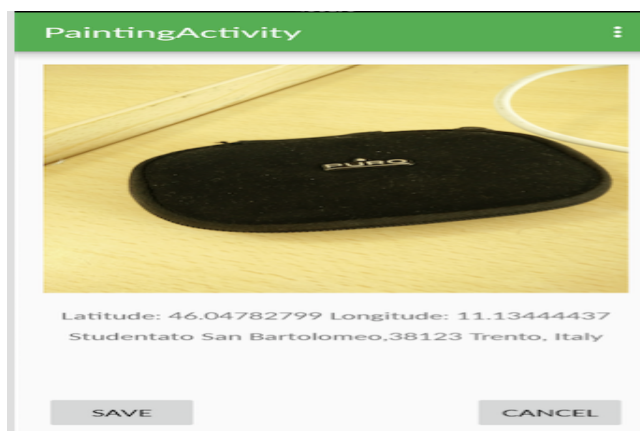 PaintingActivity
PURO
Latitude: 46.04782799 Longitude: 11.13444437
Studentato San Bartolomeo,38123 Trento, Italy
SAVE
CANCEL